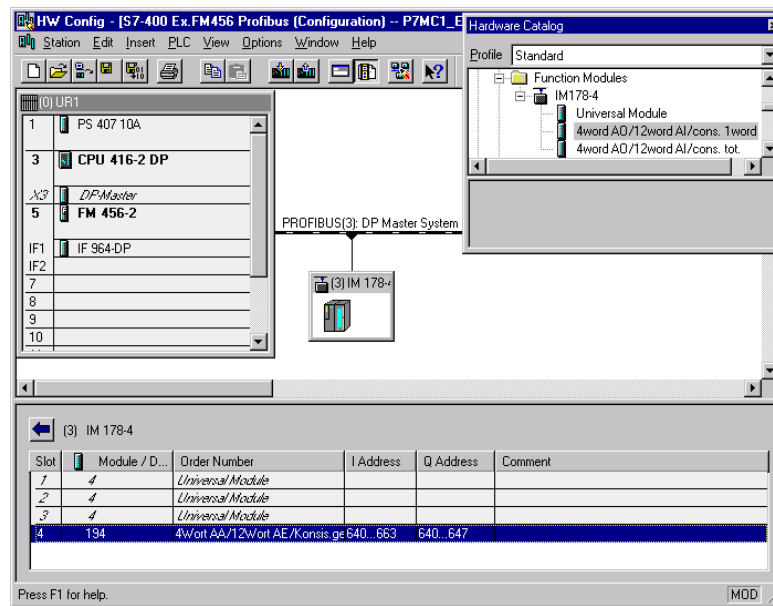 HW Config - [S7-400 Ex.FM456 Profibus (Configuration) -- P7MC1_E
Station Edit Insert PLC View Options Window Help
Hardware Catalog
Profile Standard
Function Modules
IM178-4
Universal Module
4word AO/12word AI/cons. 1word
4word AO/12word AI/cons. tot.
(0) UR1
1 PS 407 10A
3 CPU 416-2 DP
X3 DP-Master
5 FM 456-2
IF1 IF 964-DP
IF2
7
8
9
10
PROFIBUS(3): DP Master System
(3) IM 178-4
(3) IM 178-4
Slot Module / D... Order Number I Address Q Address Comment
1 4 Universal Module
2 4 Universal Module
3 4 Universal Module
4 194 4Wort AA/12Wort AE/Konsis.ge 640...663 640...647
Press F1 for help.
MOD